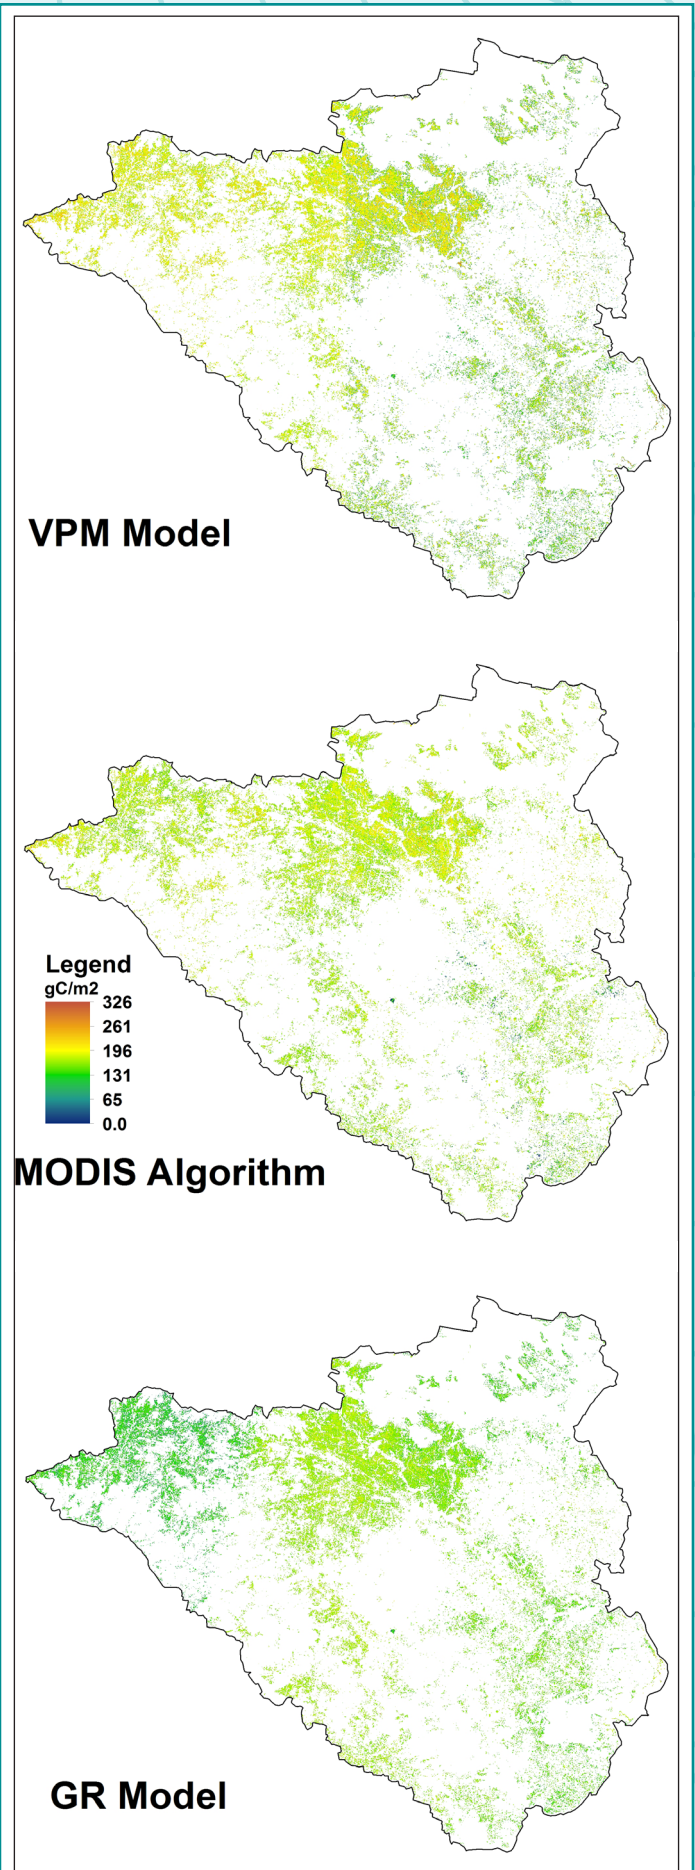 VPM Model
Legend
gC/m2
326
261
196
131
65
0.0
MODIS Algorithm
GR Model